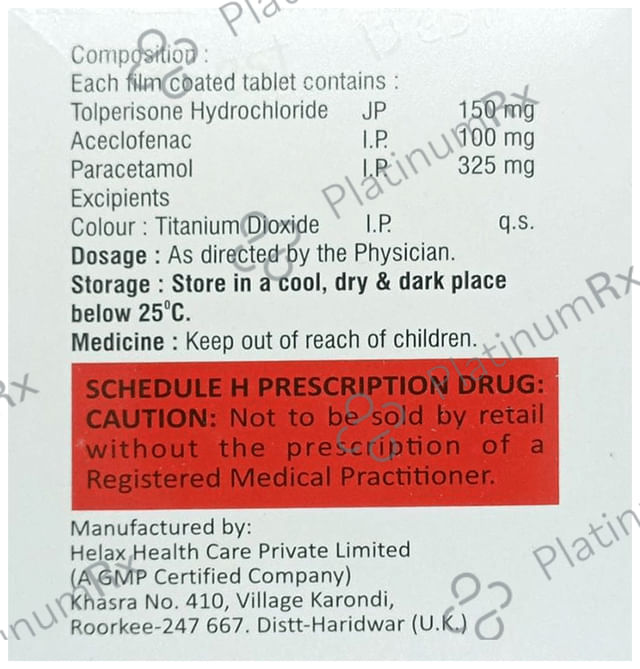 Composition :
Each film coated tablet contains :
Tolperisone Hydrochloride JP 150 mg
Aceclofenac I.P. 100 mg
Paracetamol I.P. 325 mg
Excipients
Colour : Titanium Dioxide I.P. q.s.
Dosage : As directed by the Physician.
Storage : Store in a cool, dry & dark place
below 25°C.
Medicine : Keep out of reach of children.
SCHEDULE H PRESCRIPTION DRUG:
CAUTION: Not to be sold by retail
without the prescription of a
Registered Medical Practitioner.
Manufactured by:
Helax Health Care Private Limited
(A GMP Certified Company)
Khasra No. 410, Village Karondi,
Roorkee-247 667. Distt-Haridwar (U.K.)
PlatinumRx
PlatinumRx